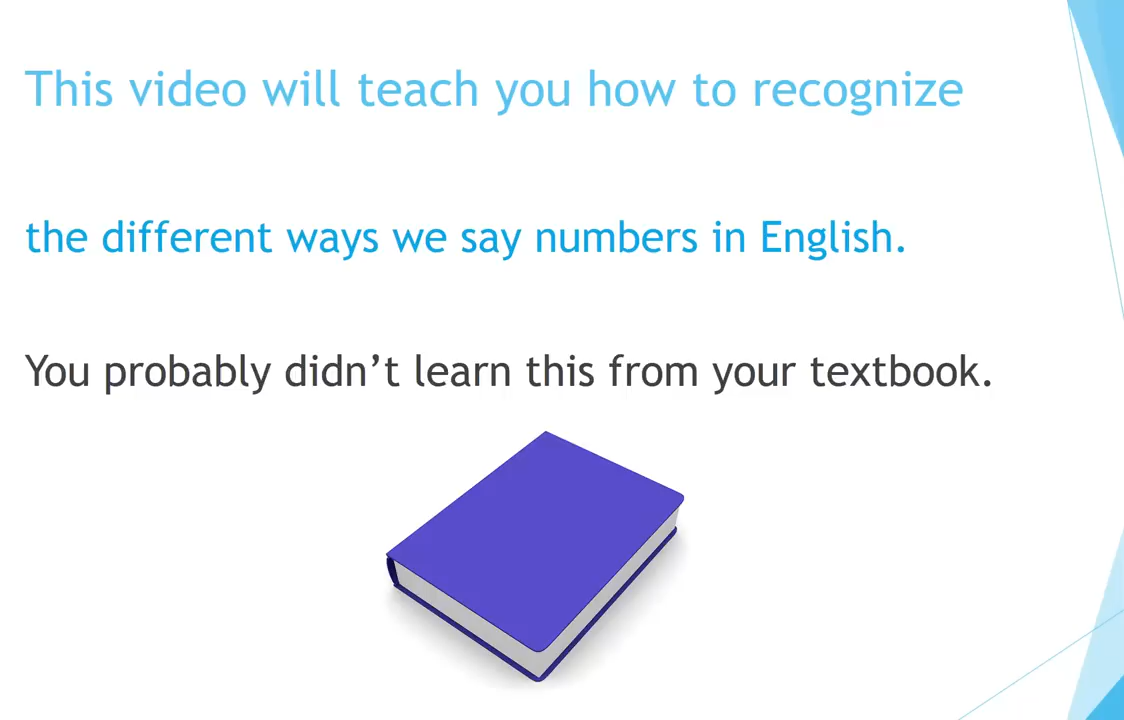 This video will teach you how to recognize
the different ways we say numbers in English.
You probably didn’t learn this from your textbook.